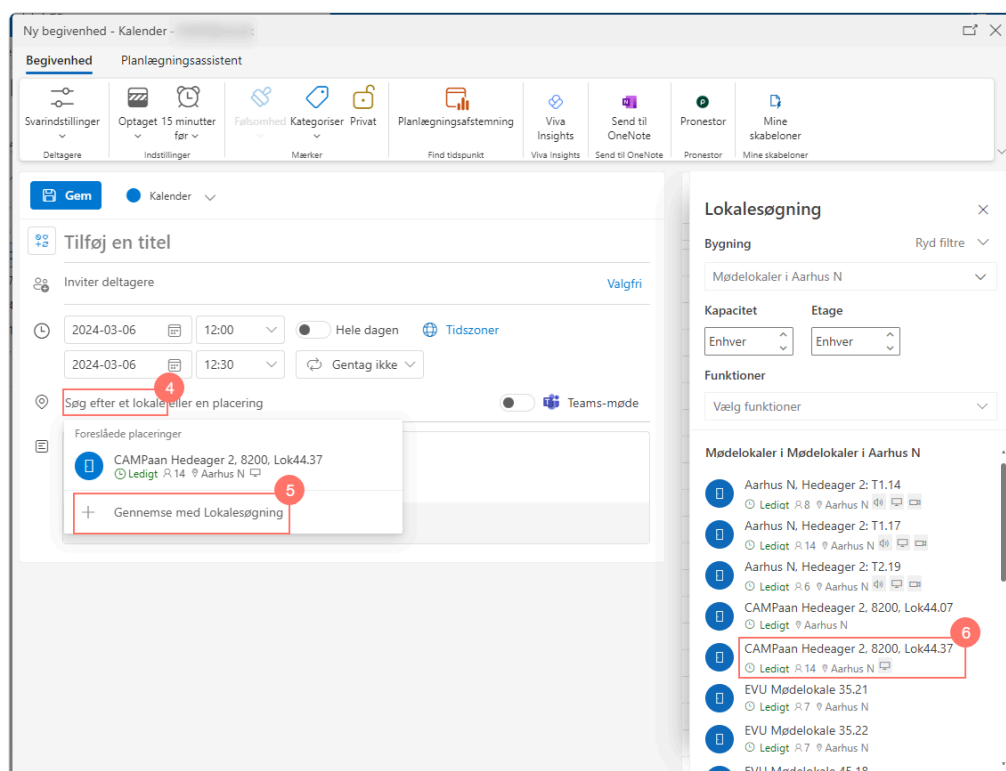 Ny begivenhed - Kalender -
Begivenhed Planlægningsassistent
Svarindstillinger
Optaget 15 minutter før
Følsomhed Kategoriser Privat
Planlægningsafstemning
Viva Insights
Send til OneNote
Pronestor
Mine skabeloner
Deltagere Indstillinger Mærker Find tidspunkt Viva Insights Send til OneNote Pronestor Mine skabeloner
Gem Kalender
Tilføj en titel
Inviter deltagere Valgfri
2024-03-06 12:00 Hele dagen Tidszoner
2024-03-06 12:30 Gentag ikke
4
Søg efter et lokale eller en placering Teams-møde
Foreslåede placeringer
CAMPaan Hedeager 2, 8200, Lok44.37
Ledigt 14 Aarhus N
5
Gennemse med Lokalesøgning
Lokalesøgning
Bygning Ryd filtre
Mødelokaler i Aarhus N
Kapacitet Etage
Enhver Enhver
Funktioner
Vælg funktioner
Mødelokaler i Mødelokaler i Aarhus N
Aarhus N, Hedeager 2: T1.14
Ledigt 8 Aarhus N
Aarhus N, Hedeager 2: T1.17
Ledigt 14 Aarhus N
Aarhus N, Hedeager 2: T2.19
Ledigt 6 Aarhus N
CAMPaan Hedeager 2, 8200, Lok44.07
Ledigt Aarhus N
6
CAMPaan Hedeager 2, 8200, Lok44.37
Ledigt 14 Aarhus N
EVU Mødelokale 35.21
Ledigt 7 Aarhus N
EVU Mødelokale 35.22
Ledigt 7 Aarhus N
EVU Mødelokale 45.18